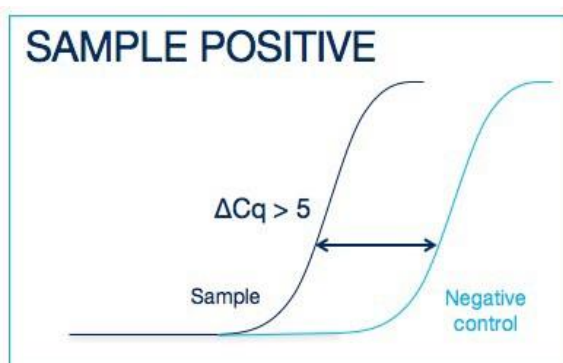 SAMPLE POSITIVE
ΔCq > 5
Sample
Negative
control